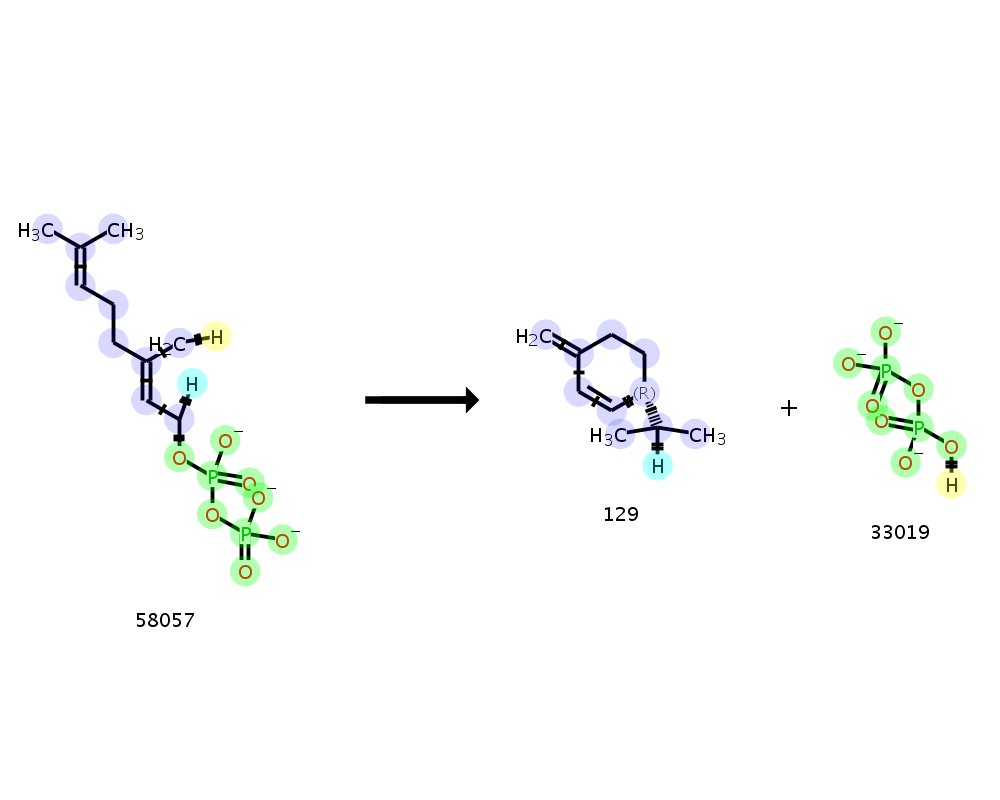 H₃C CH₃
H₂C H
H
O O⁻
P O
O O⁻
P O⁻
O
58057
H₂C
(R)
H₃C CH₃
H
129
+
O⁻
O⁻ P O
O O P O
O⁻ H
33019